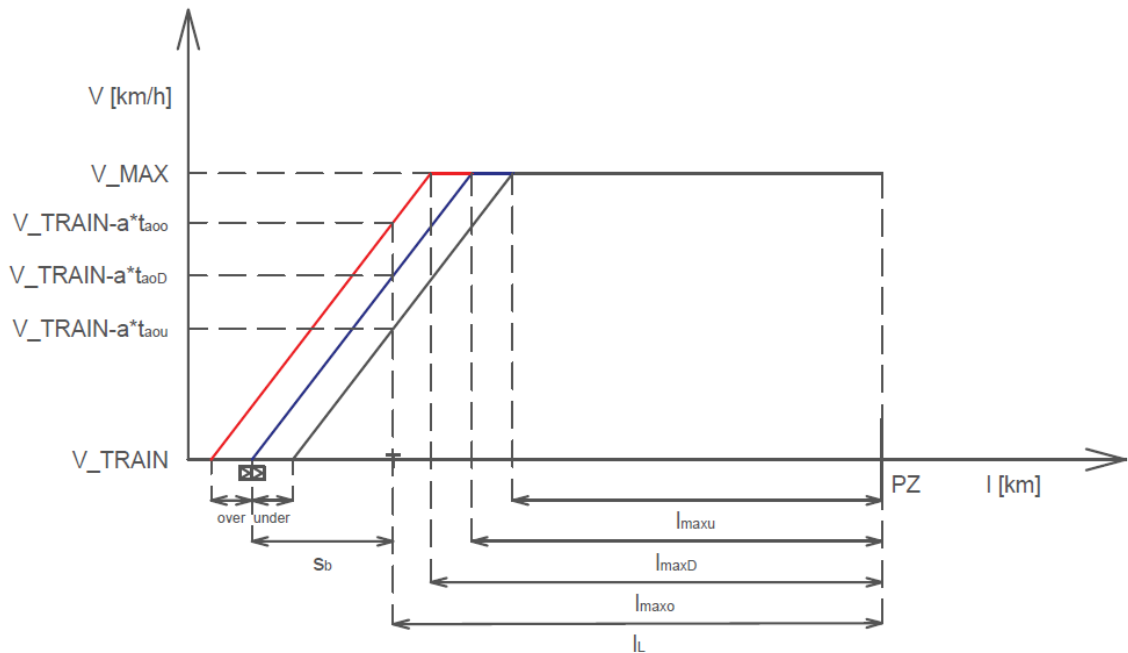 V [km/h]
V_MAX
V_TRAIN-a*taoo
V_TRAIN-a*taoD
V_TRAIN-a*taou
V_TRAIN
PZ
l [km]
over under
lmaxu
sb
lmaxD
lmaxo
lL